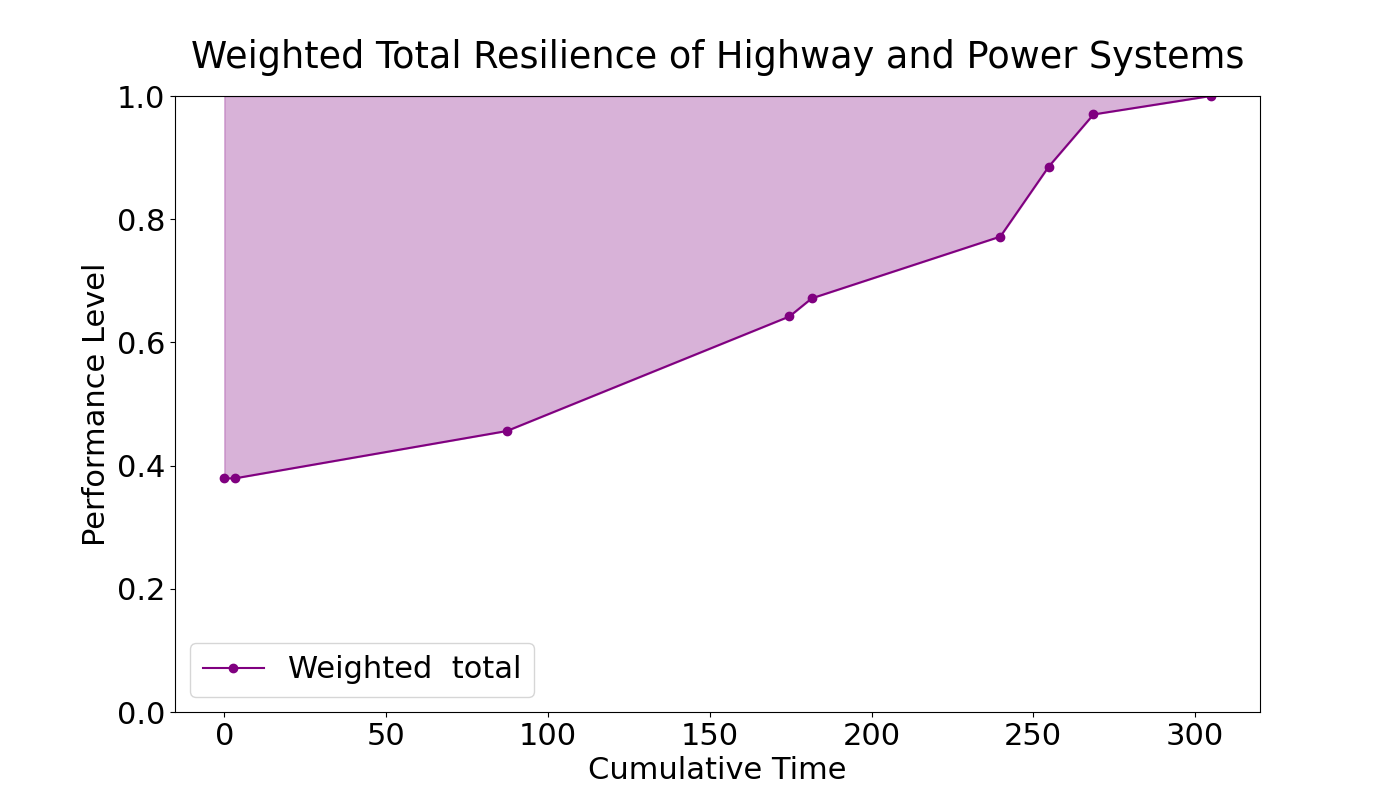 Weighted Total Resilience of Highway and Power Systems
1.0
0.8
0.6
0.4
0.2
0.0
Performance Level
Weighted  total
0 50 100 150 200 250 300
Cumulative Time